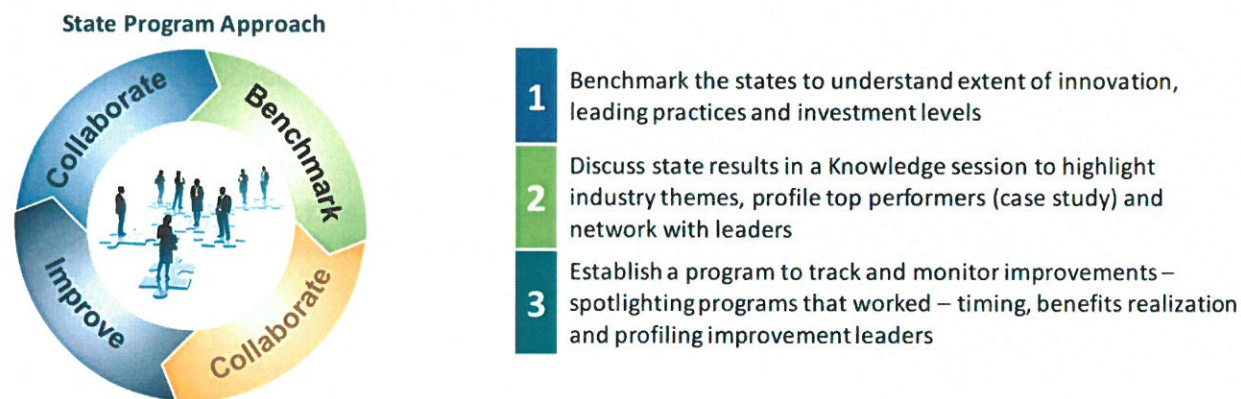 State Program Approach
Collaborate
Benchmark
Improve
Collaborate
1
Benchmark the states to understand extent of innovation,
leading practices and investment levels
2
Discuss state results in a Knowledge session to highlight
industry themes, profile top performers (case study) and
network with leaders
3
Establish a program to track and monitor improvements –
spotlighting programs that worked – timing, benefits realization
and profiling improvement leaders